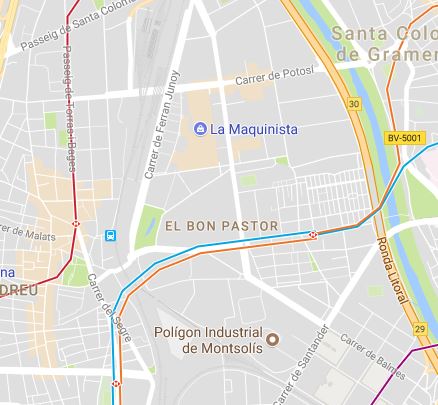 Passeig de Santa Coloma
Santa Colo
de Gramen
Carrer de Potosí
Passeig de Torras i Bages
Carrer de Ferran Junoy
30
La Maquinista
BV-5001
Carrer de Malats
EL BON PASTOR
na
DREU
Ronda Litoral
Carrer del Segre
Polígon Industrial
de Montsolís
Carrer de Santander
Carrer de Balmes
29